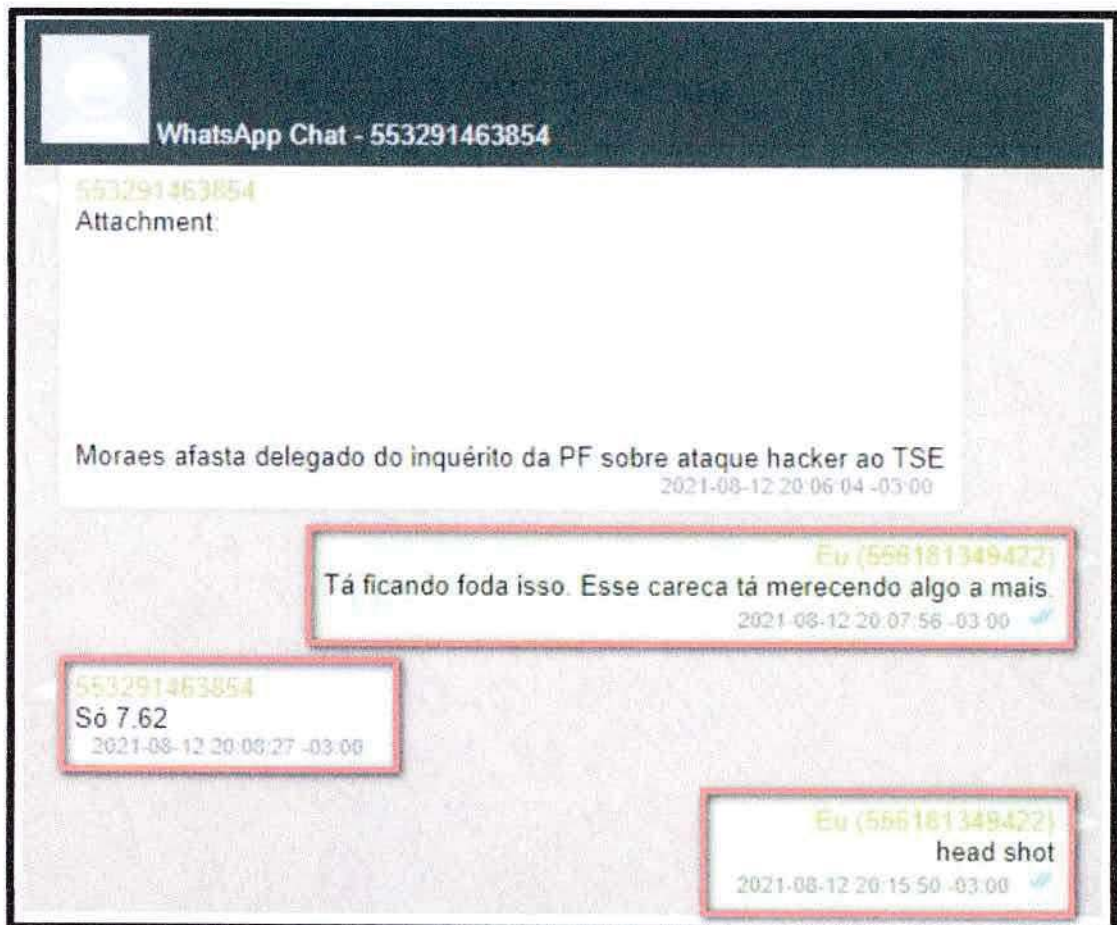 WhatsApp Chat - 553291463854
553291463854
Attachment:
Moraes afasta delegado do inquérito da PF sobre ataque hacker ao TSE
2021-08-12 20:06:04 -03:00
Eu (556181349422)
Tá ficando foda isso. Esse careca tá merecendo algo a mais.
2021-08-12 20:07:56 -03:00
553291463854
Só 7.62
2021-08-12 20:08:27 -03:00
Eu (556181349422)
head shot
2021-08-12 20:15:50 -03:00